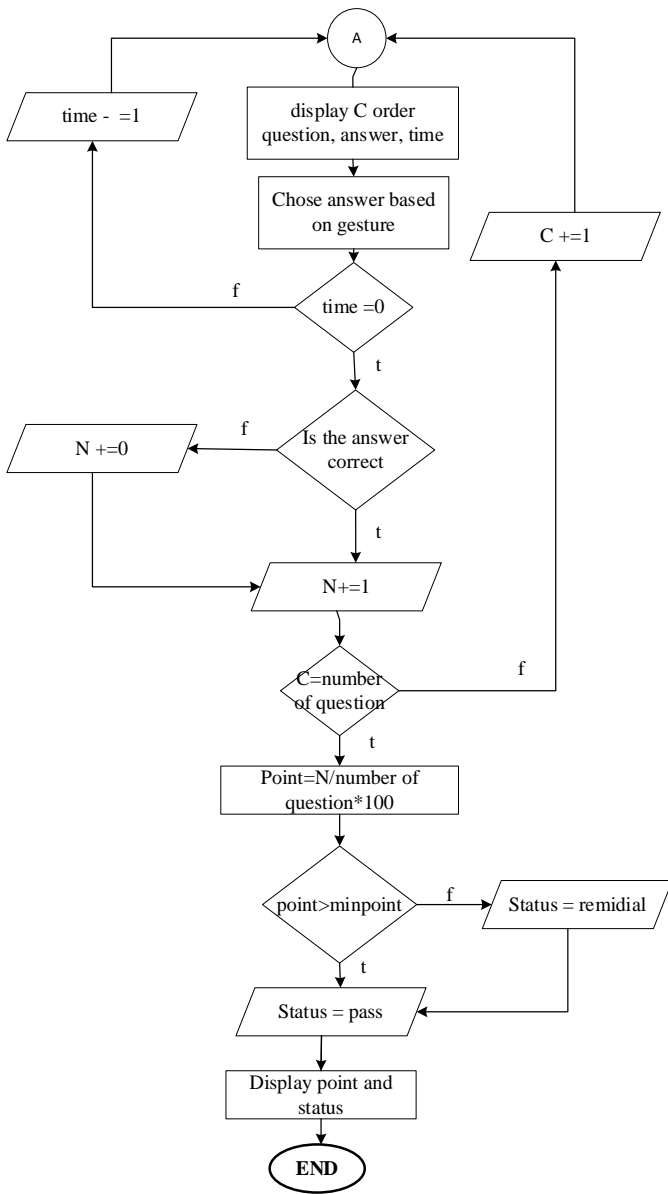 A
time - =1
display C order
question, answer, time
Chose answer based
on gesture
C +=1
f
time =0
t
N +=0
f
Is the answer
correct
t
N+=1
C=number
of question
f
t
Point=N/number of
question*100
point>minpoint
f
Status = remidial
t
Status = pass
Display point and
status
END